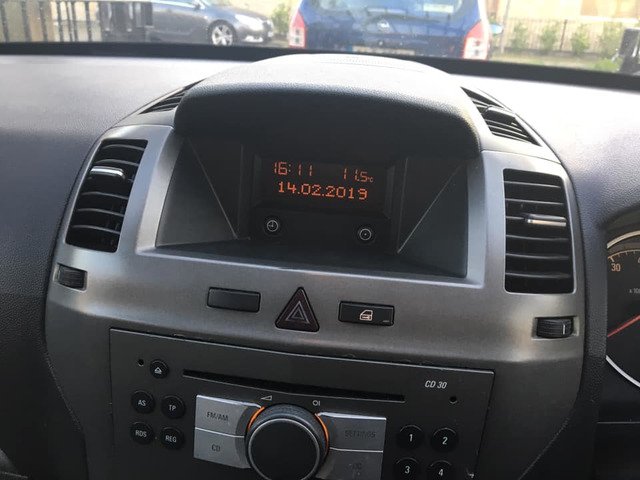 16:11 11.5°C
14.02.2019
CD 30
AS TP
FM/AM
SETTINGS
RDS REG
CD
1 2
3 4
30